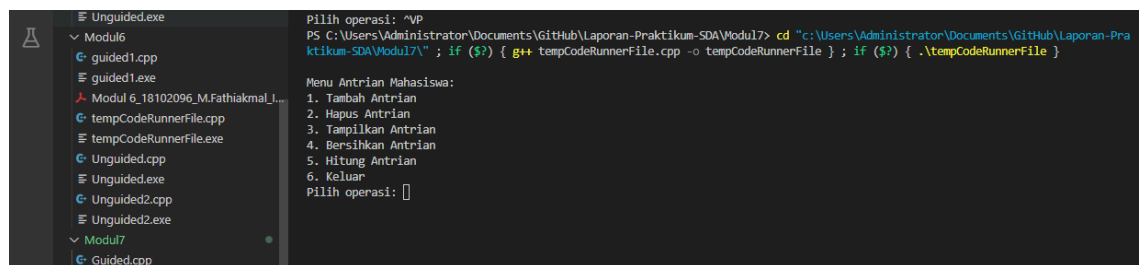 Unguided.exe
Modul6
guided1.cpp
guided1.exe
Modul 6_18102096_M.Fathiakmal_I...
tempCodeRunnerFile.cpp
tempCodeRunnerFile.exe
Unguided.cpp
Unguided.exe
Unguided2.cpp
Unguided2.exe
Modul7
Guided.cpp
Pilih operasi: ^VP
PS C:\Users\Administrator\Documents\GitHub\Laporan-Praktikum-SDA\Modul7> cd "c:\Users\Administrator\Documents\GitHub\Laporan-Pra
ktikum-SDA\Modul7\" ; if ($?) { g++ tempCodeRunnerFile.cpp -o tempCodeRunnerFile } ; if ($?) { .\tempCodeRunnerFile }
Menu Antrian Mahasiswa:
1. Tambah Antrian
2. Hapus Antrian
3. Tampilkan Antrian
4. Bersihkan Antrian
5. Hitung Antrian
6. Keluar
Pilih operasi: